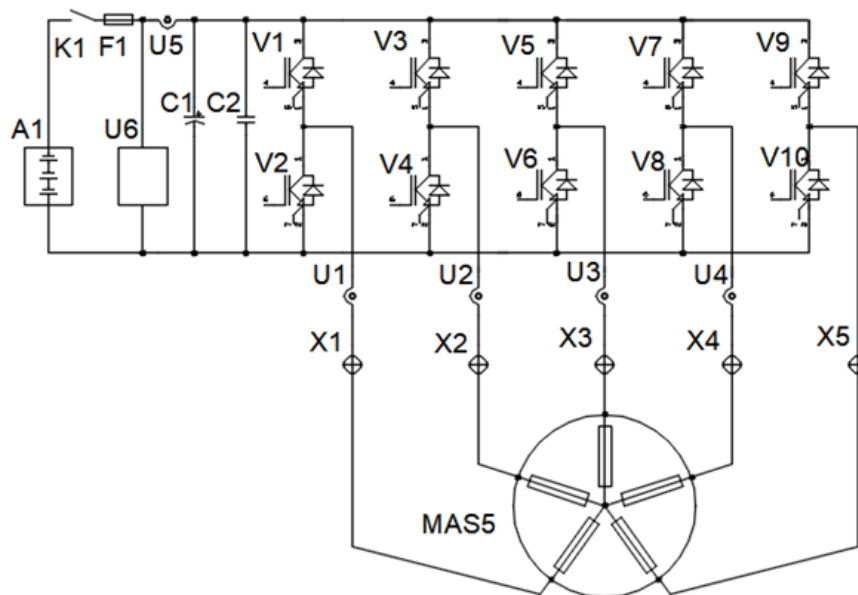 V1 V3 V5 V7 V9
K1 F1 U5
A1 U6 C1 C2
V2 V4 V6 V8 V10
U1 U2 U3 U4
X1 X2 X3 X4 X5
MAS5